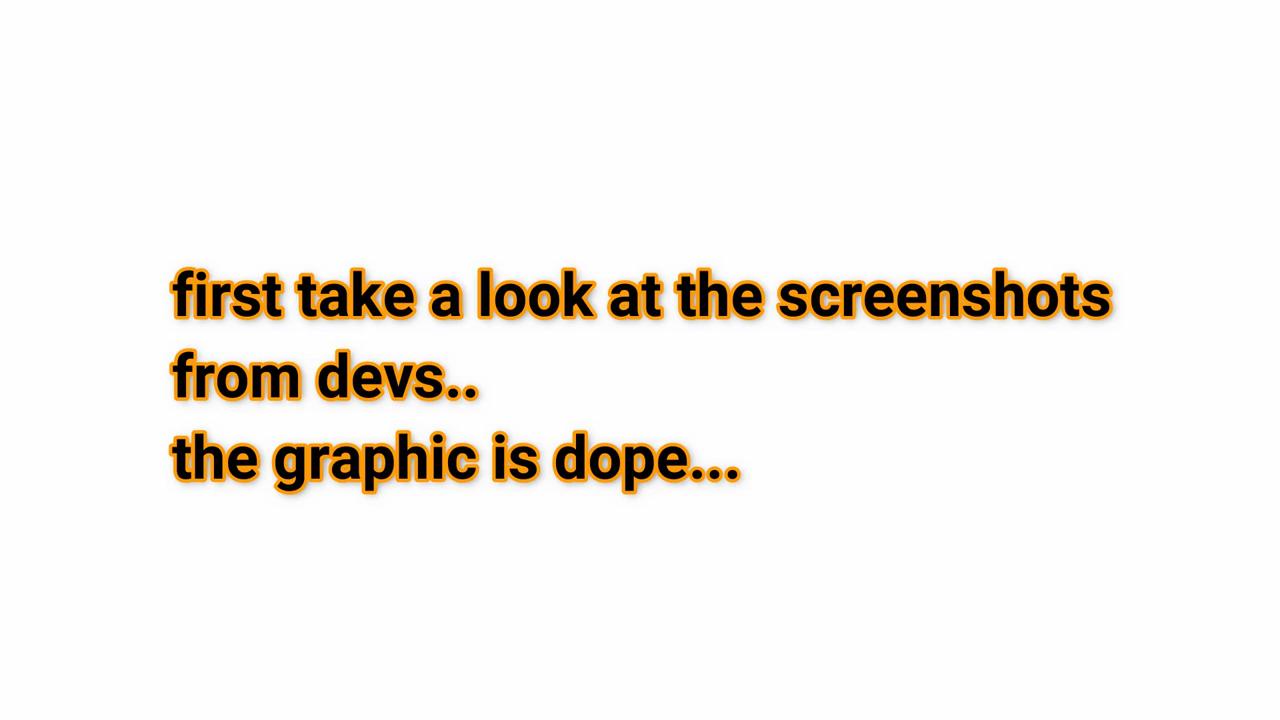 first take a look at the screenshots
from devs..
the graphic is dope...